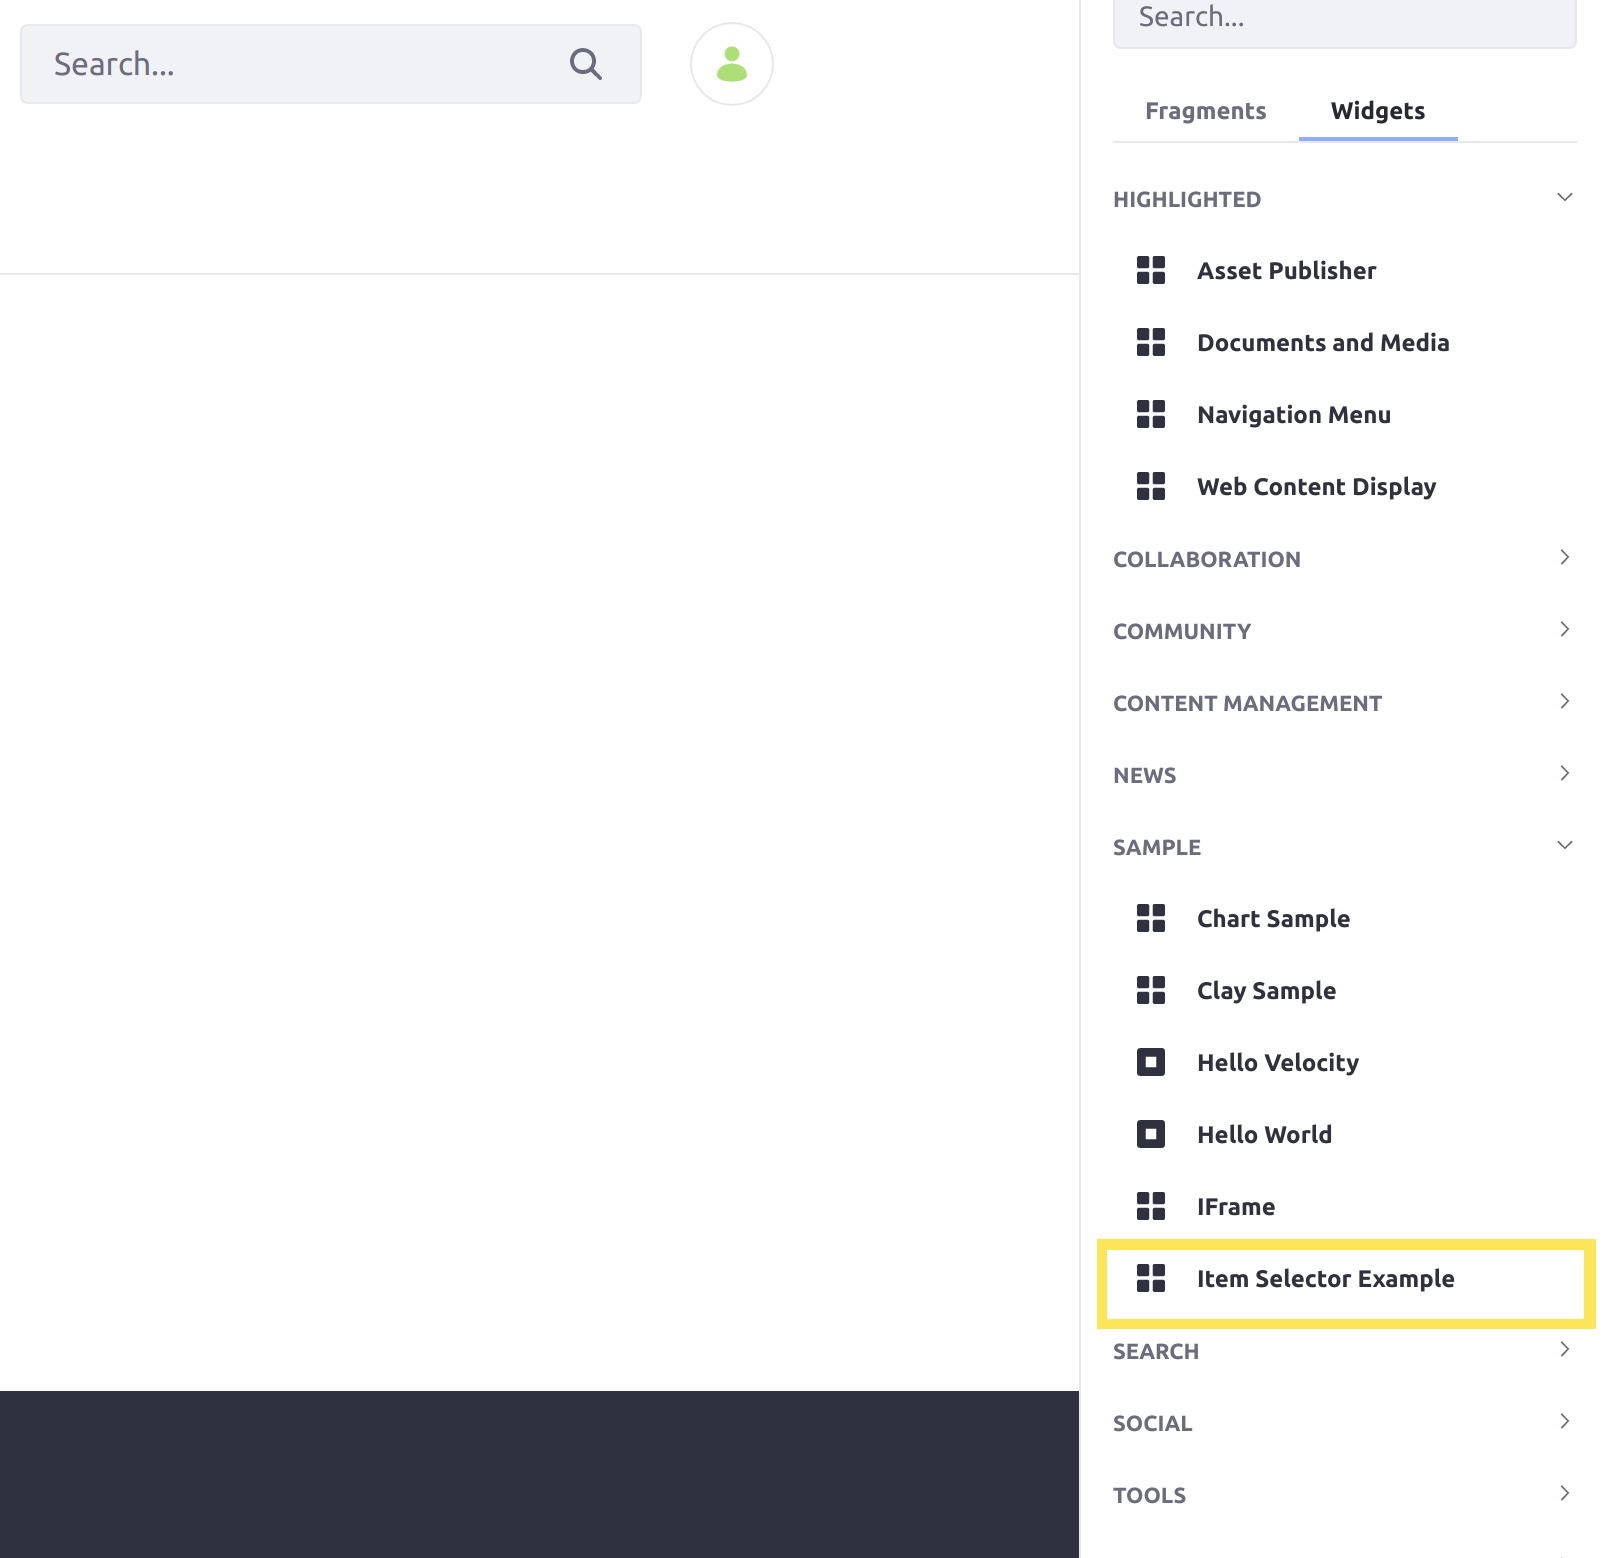 Search...
Search...
Fragments
Widgets
HIGHLIGHTED
Asset Publisher
Documents and Media
Navigation Menu
Web Content Display
COLLABORATION
COMMUNITY
CONTENT MANAGEMENT
NEWS
SAMPLE
Chart Sample
Clay Sample
Hello Velocity
Hello World
IFrame
Item Selector Example
SEARCH
SOCIAL
TOOLS